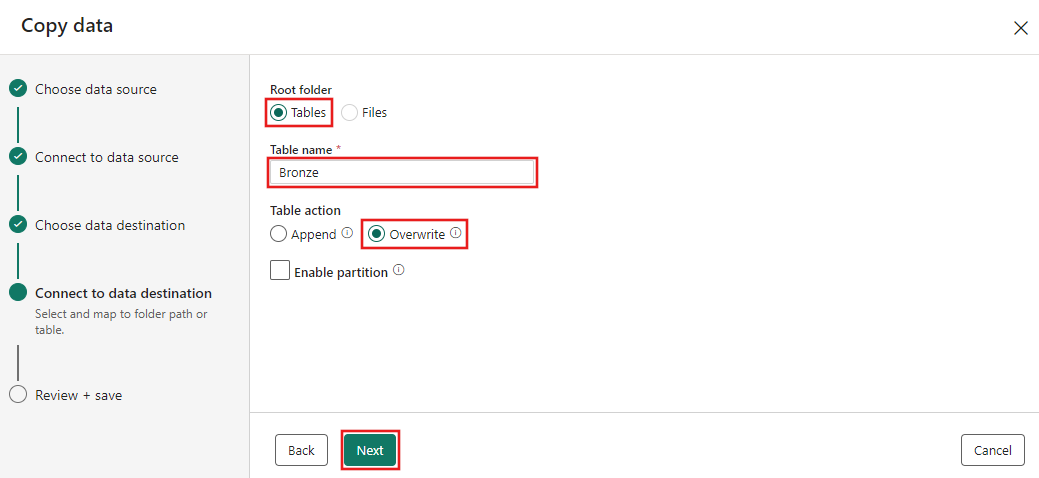 Copy data
Choose data source
Connect to data source
Choose data destination
Connect to data destination
Select and map to folder path or
table.
Review + save
Root folder
Tables Files
Table name *
Bronze
Table action
Append Overwrite
Enable partition
Back Next Cancel